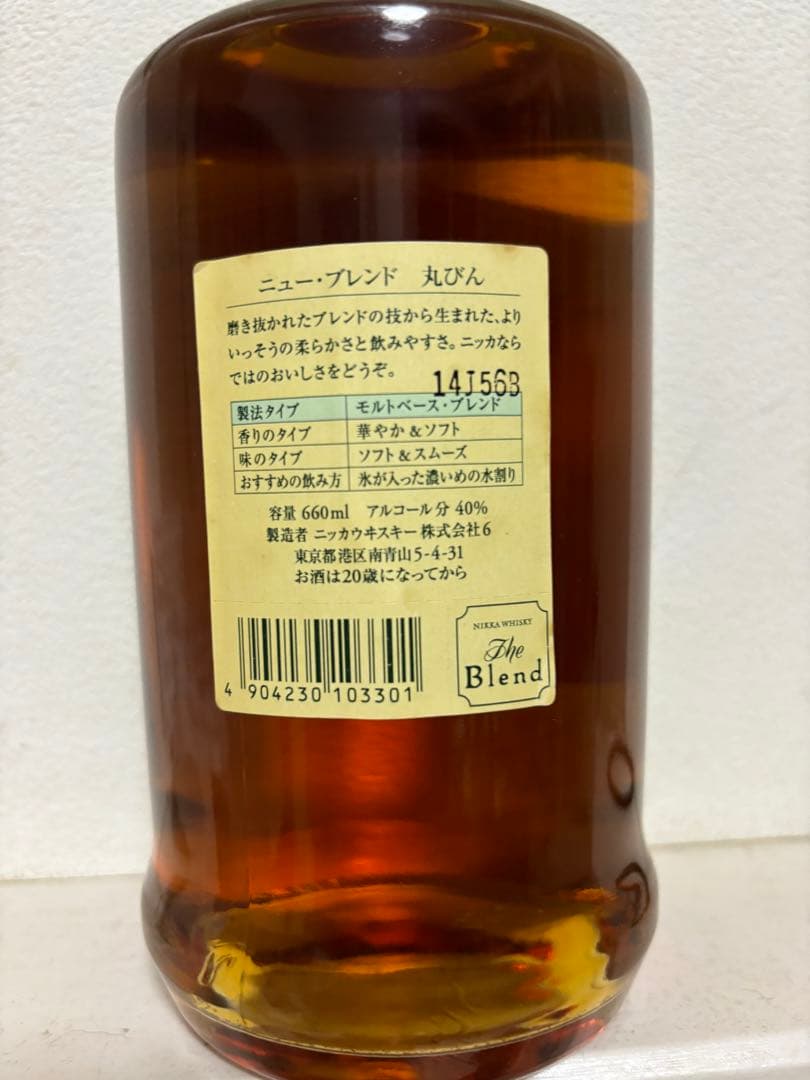 ニュー・ブレンド 丸びん
磨き抜かれたブレンドの技から生まれた、より
いっそうの柔らかさと飲みやすさ。ニッカなら
ではのおいしさをどうぞ。
14J56B
製法タイプ モルトベース・ブレンド
香りのタイプ 華やか&ソフト
味のタイプ ソフト&スムーズ
おすすめの飲み方 氷が入った濃いめの水割り
容量 660ml アルコール分 40%
製造者 ニッカウヰスキー株式会社6
東京都港区南青山5-4-31
お酒は20歳になってから
4 904230 103301
NIKKA WHISKY
The
Blend